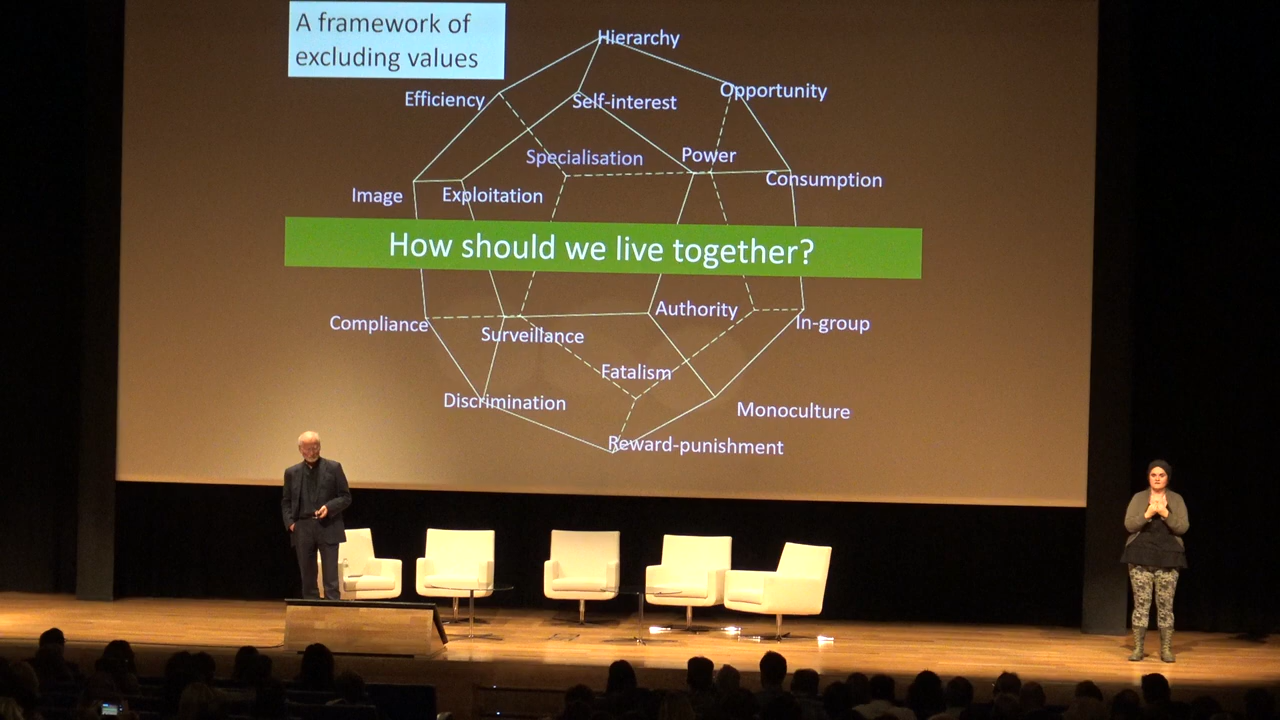 A framework of
excluding values
Hierarchy
Efficiency
Self-interest
Opportunity
Specialisation
Power
Image
Exploitation
Consumption
How should we live together?
Compliance
Surveillance
Authority
In-group
Fatalism
Discrimination
Monoculture
Reward-punishment